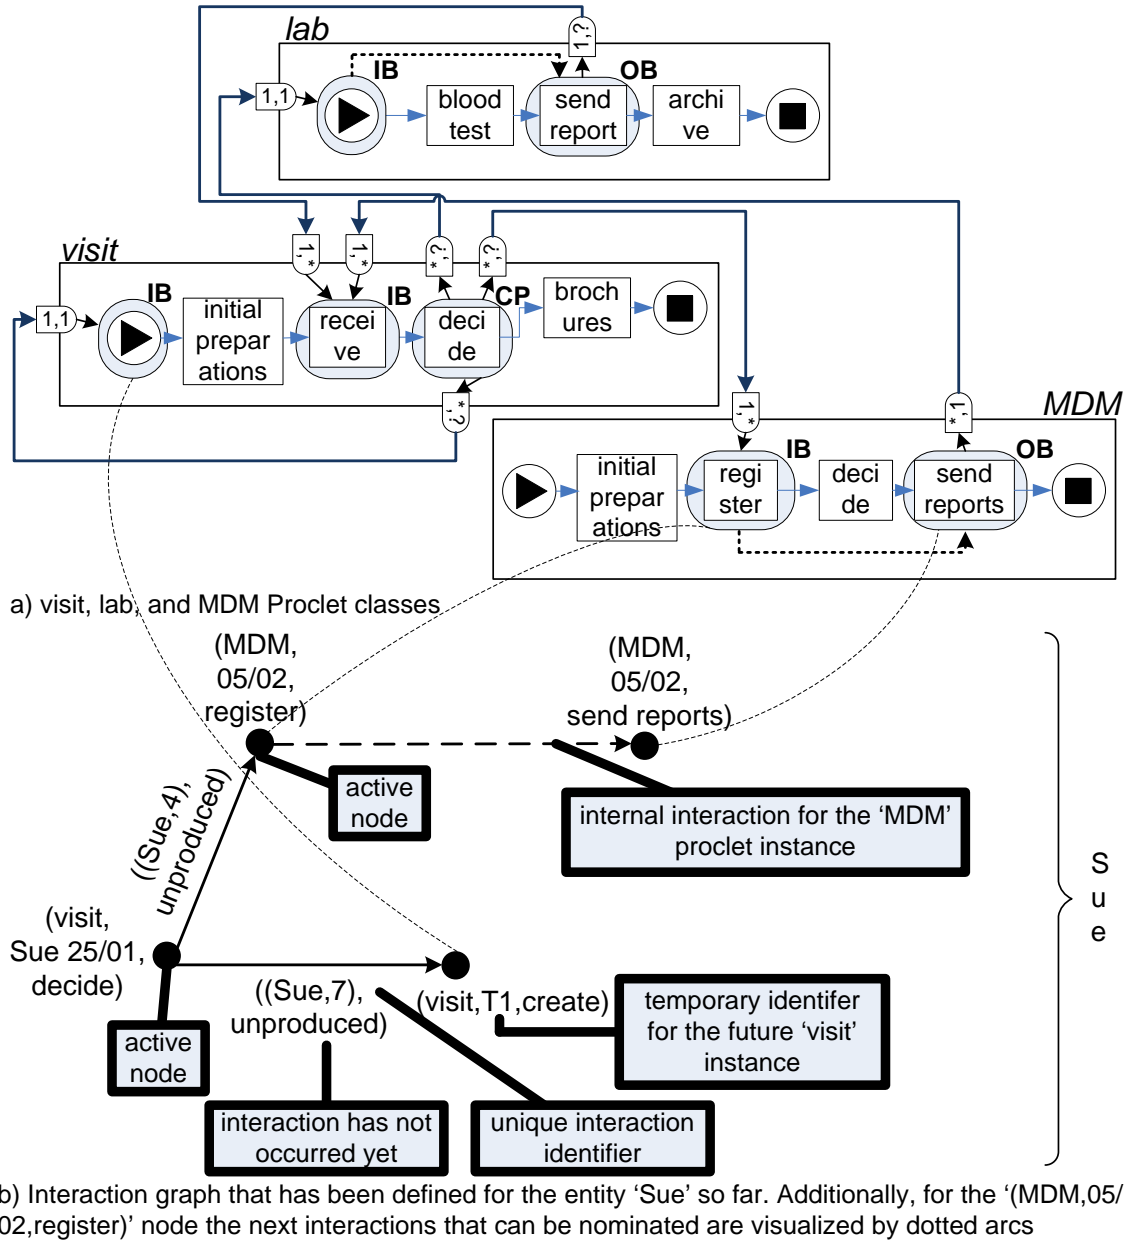 lab
1,?
IB
OB
1,1
blood
test
send
report
archi
ve
visit
1,*
1,*
?,*
?,*
IB
IB
CP
1,1
initial
prepar
ations
recei
ve
deci
de
broch
ures
*,?
MDM
1,*
1,*
IB
OB
initial
prepar
ations
regi
ster
deci
de
send
reports
a) visit, lab, and MDM Proclet classes
(MDM,
05/02,
register)
(MDM,
05/02,
send reports)
active
node
internal interaction for the ‘MDM’
proclet instance
((Sue,4),
unproduced)
S
u
e
(visit,
Sue 25/01,
decide)
((Sue,7),
unproduced)
(visit,T1,create)
temporary identifer
for the future ‘visit’
instance
active
node
interaction has not
occurred yet
unique interaction
identifier
b) Interaction graph that has been defined for the entity ‘Sue’ so far. Additionally, for the ‘(MDM,05/
02,register)’ node the next interactions that can be nominated are visualized by dotted arcs